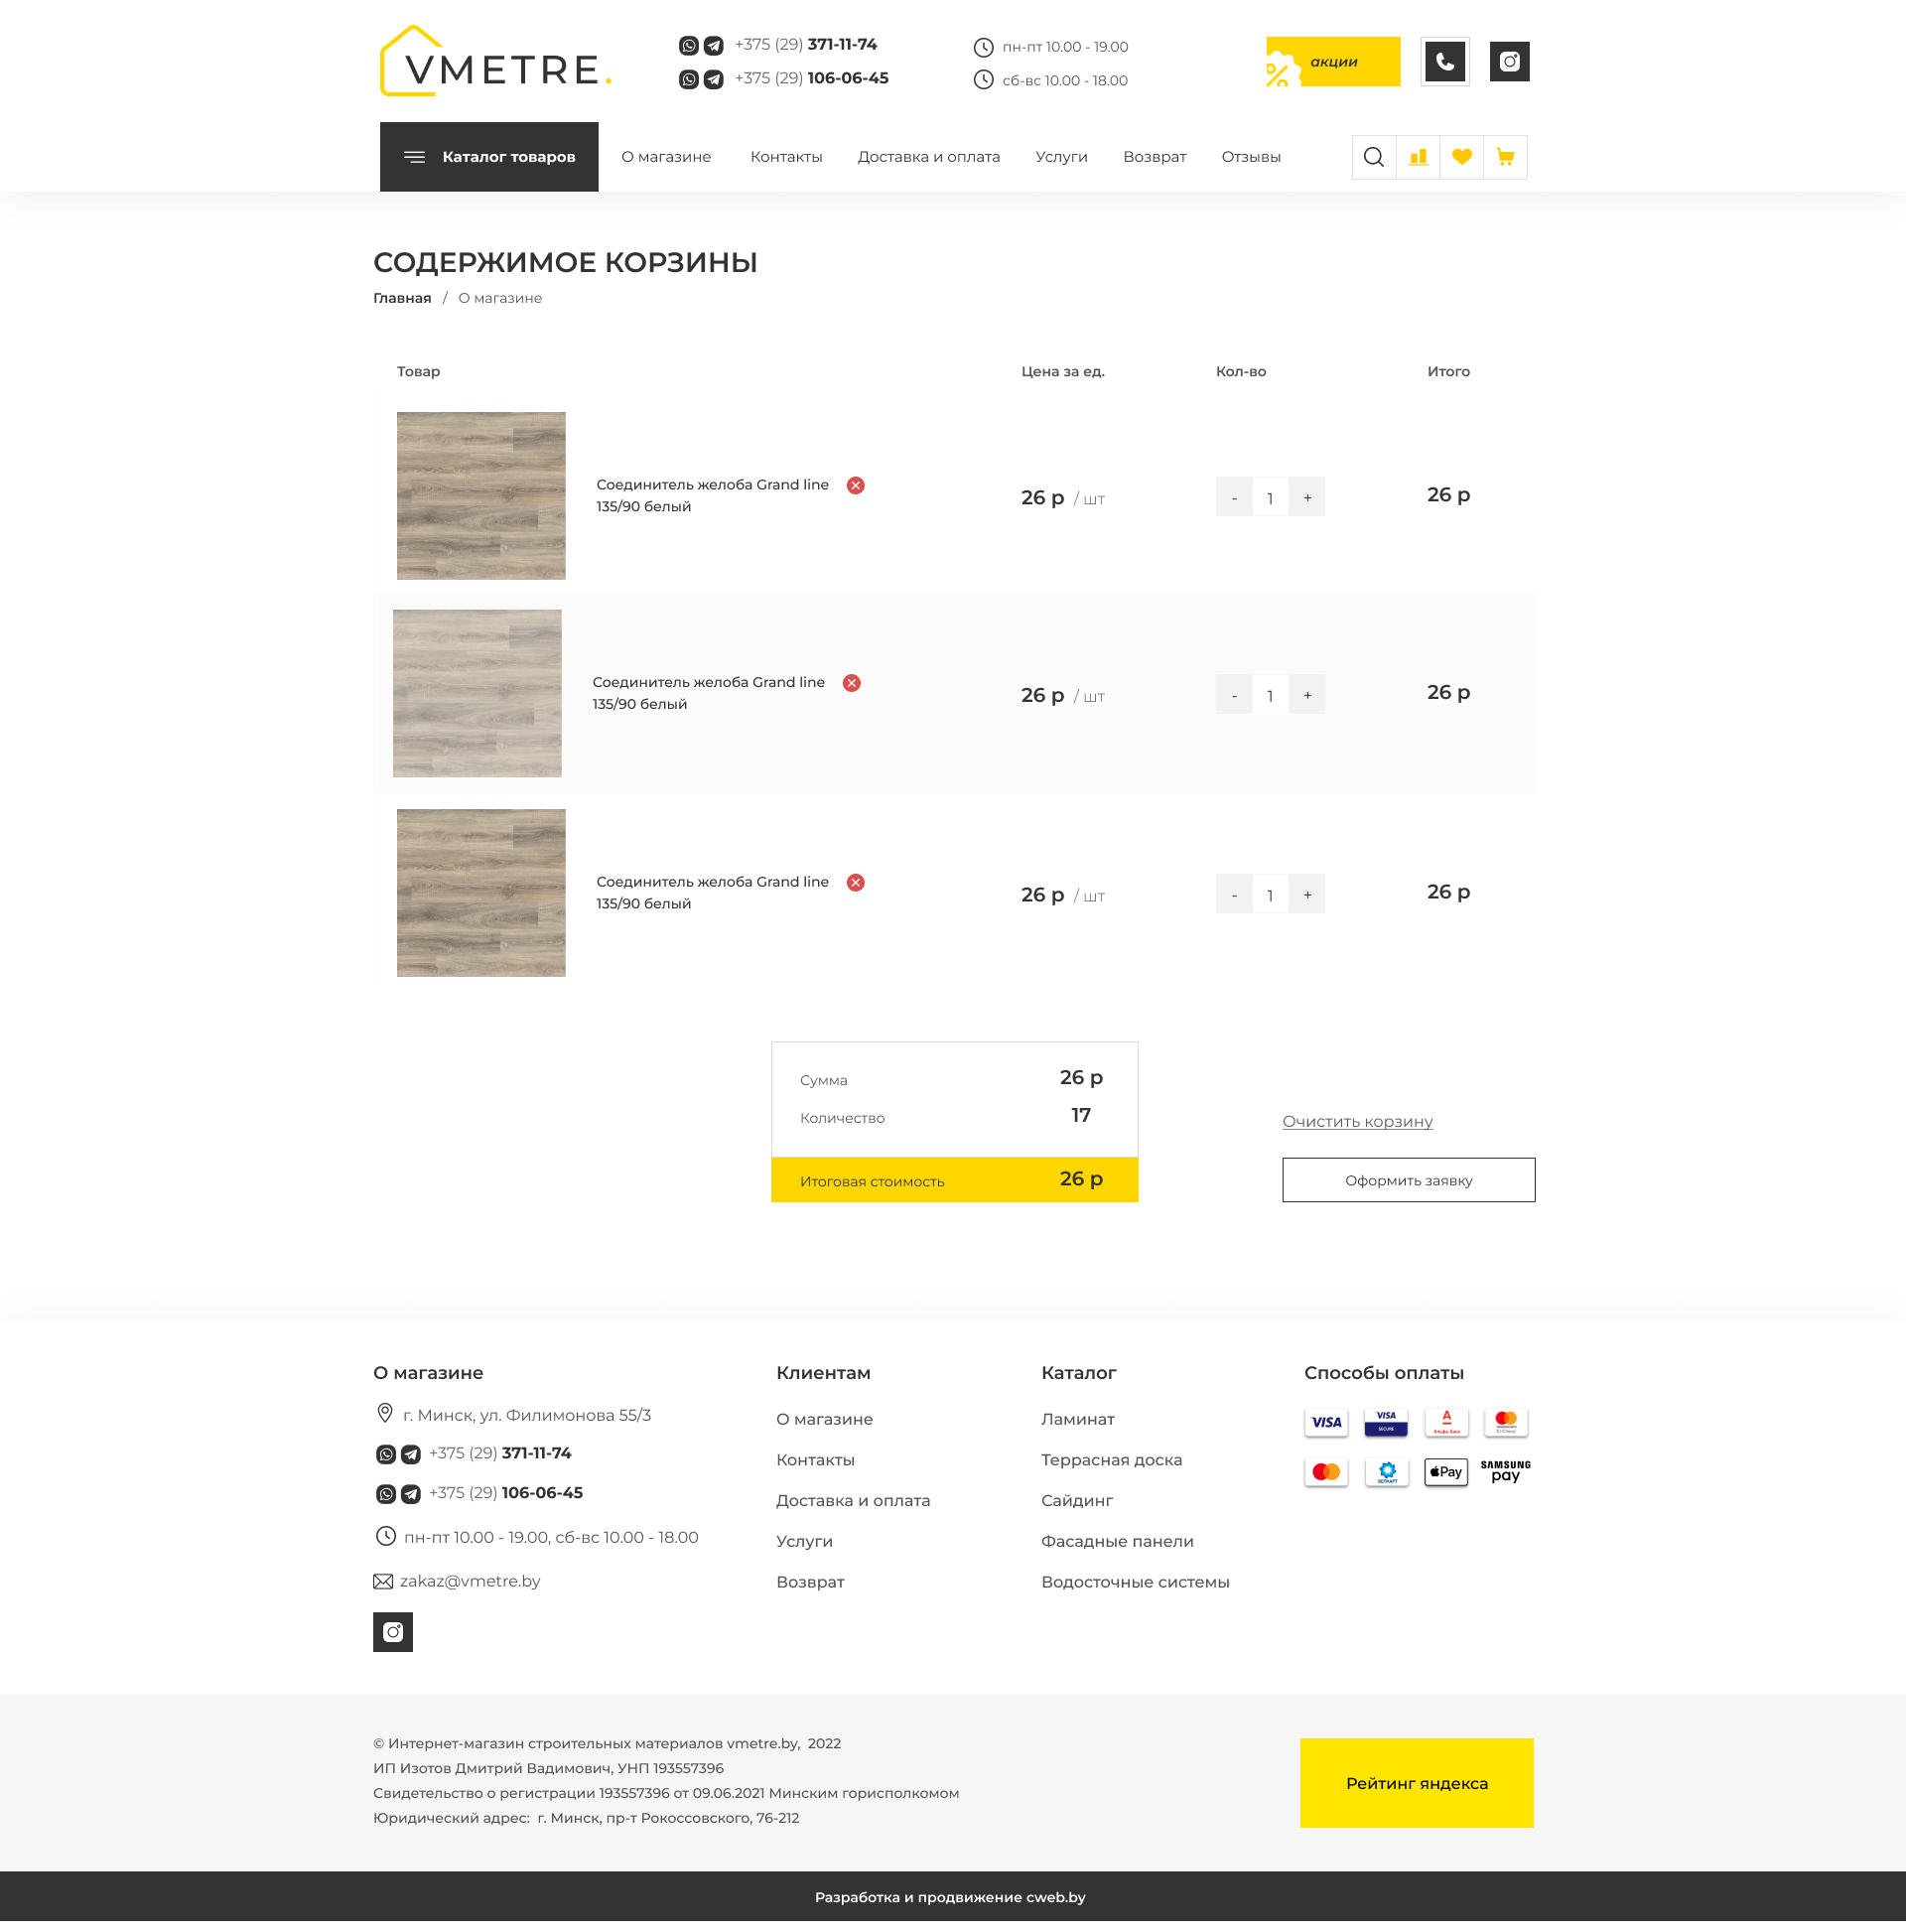 VMETRE.
+375 (29) 371-11-74
+375 (29) 106-06-45
пн-пт 10.00 - 19.00
сб-вс 10.00 - 18.00
акции
Каталог товаров
О магазине
Контакты
Доставка и оплата
Услуги
Возврат
Отзывы
СОДЕРЖИМОЕ КОРЗИНЫ
Главная / О магазине
Товар
Цена за ед.
Кол-во
Итого
Соединитель желоба Grand line
135/90 белый
26 р / шт
- 1 +
26 р
Соединитель желоба Grand line
135/90 белый
26 р / шт
- 1 +
26 р
Соединитель желоба Grand line
135/90 белый
26 р / шт
- 1 +
26 р
Сумма 26 р
Количество 17
Итоговая стоимость 26 р
Очистить корзину
Оформить заявку
О магазине
г. Минск, ул. Филимонова 55/3
+375 (29) 371-11-74
+375 (29) 106-06-45
пн-пт 10.00 - 19.00, сб-вс 10.00 - 18.00
zakaz@vmetre.by
Клиентам
О магазине
Контакты
Доставка и оплата
Услуги
Возврат
Каталог
Ламинат
Террасная доска
Сайдинг
Фасадные панели
Водосточные системы
Способы оплаты
VISA
VISA
SECURE
А
Альфа Банк
ID Check
БЕЛКАРТ
Pay
SAMSUNG
pay
© Интернет-магазин строительных материалов vmetre.by, 2022
ИП Изотов Дмитрий Вадимович, УНП 193557396
Свидетельство о регистрации 193557396 от 09.06.2021 Минским горисполкомом
Юридический адрес: г. Минск, пр-т Рокоссовского, 76-212
Рейтинг яндекса
Разработка и продвижение cweb.by